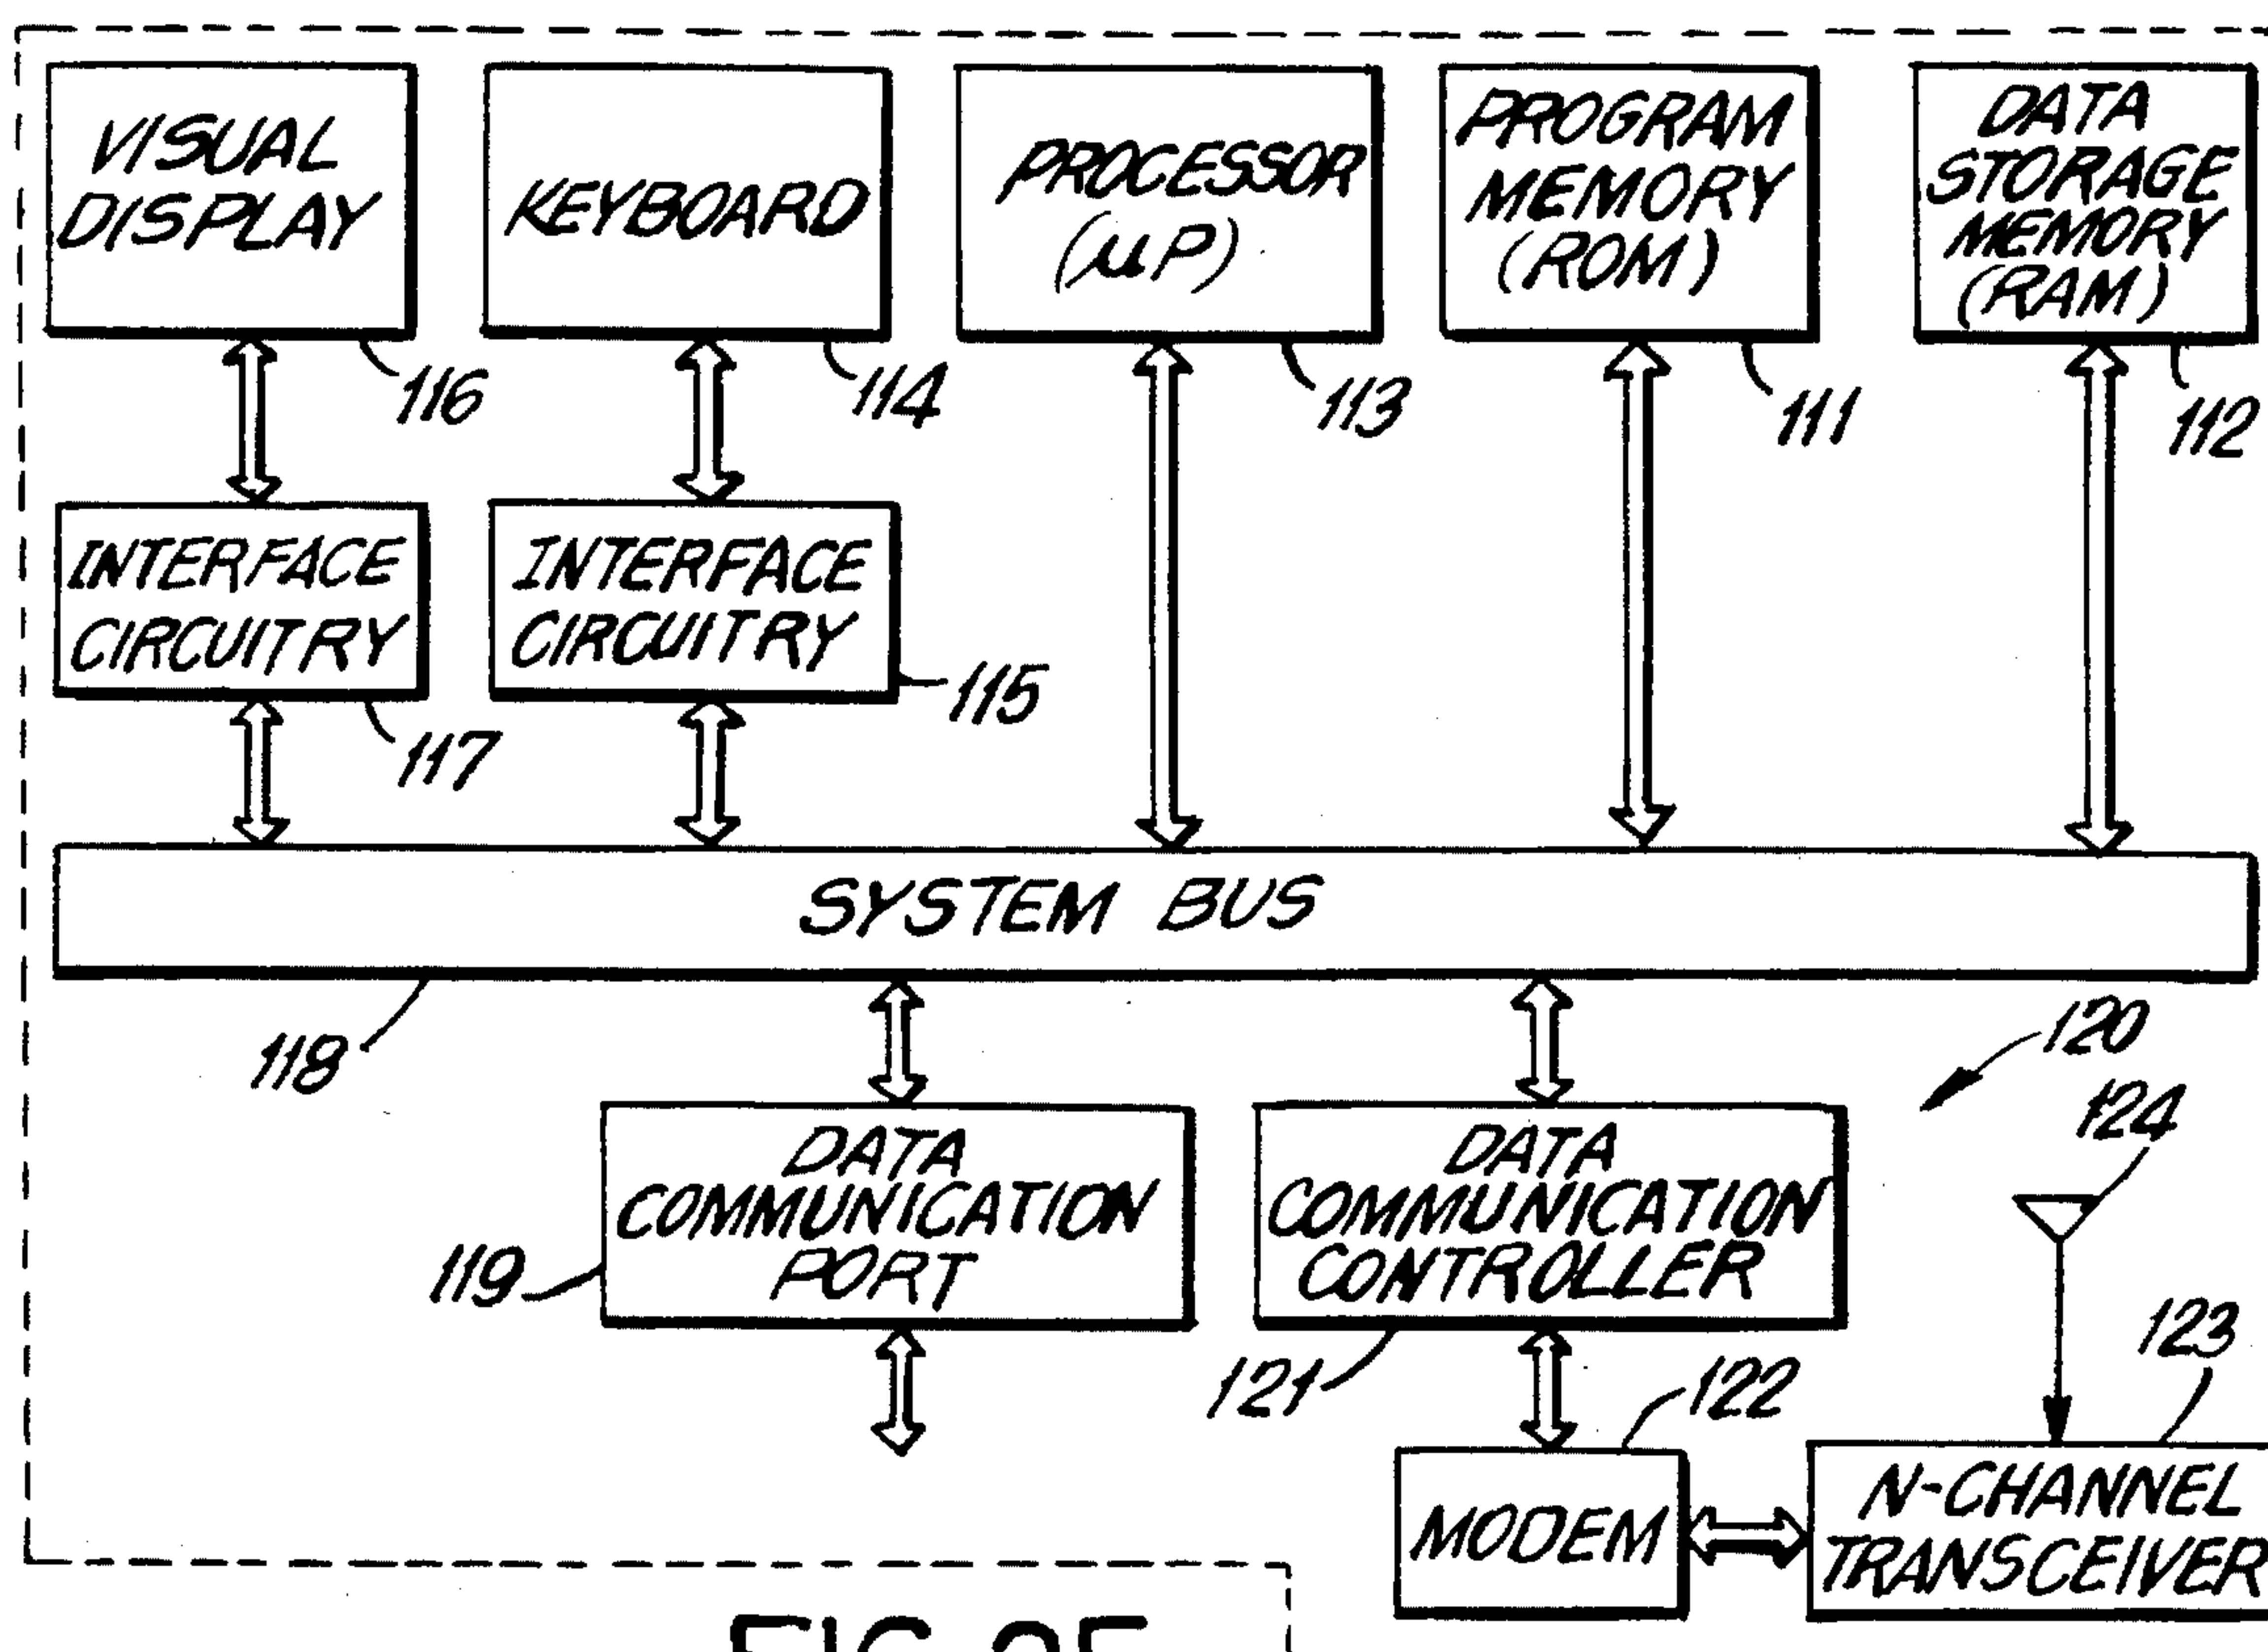 VISUAL
DISPLAY
KEYBOARD
PROCESSOR
(μP)
PROGRAM
MEMORY
(ROM)
DATA
STORAGE
MEMORY
(RAM)
116
114
113
111
112
INTERFACE
CIRCUITRY
INTERFACE
CIRCUITRY
117
115
SYSTEM BUS
118
120
124
DATA
COMMUNICATION
PORT
119
DATA
COMMUNICATION
CONTROLLER
121
122
123
MODEM
N-CHANNEL
TRANSCEIVER